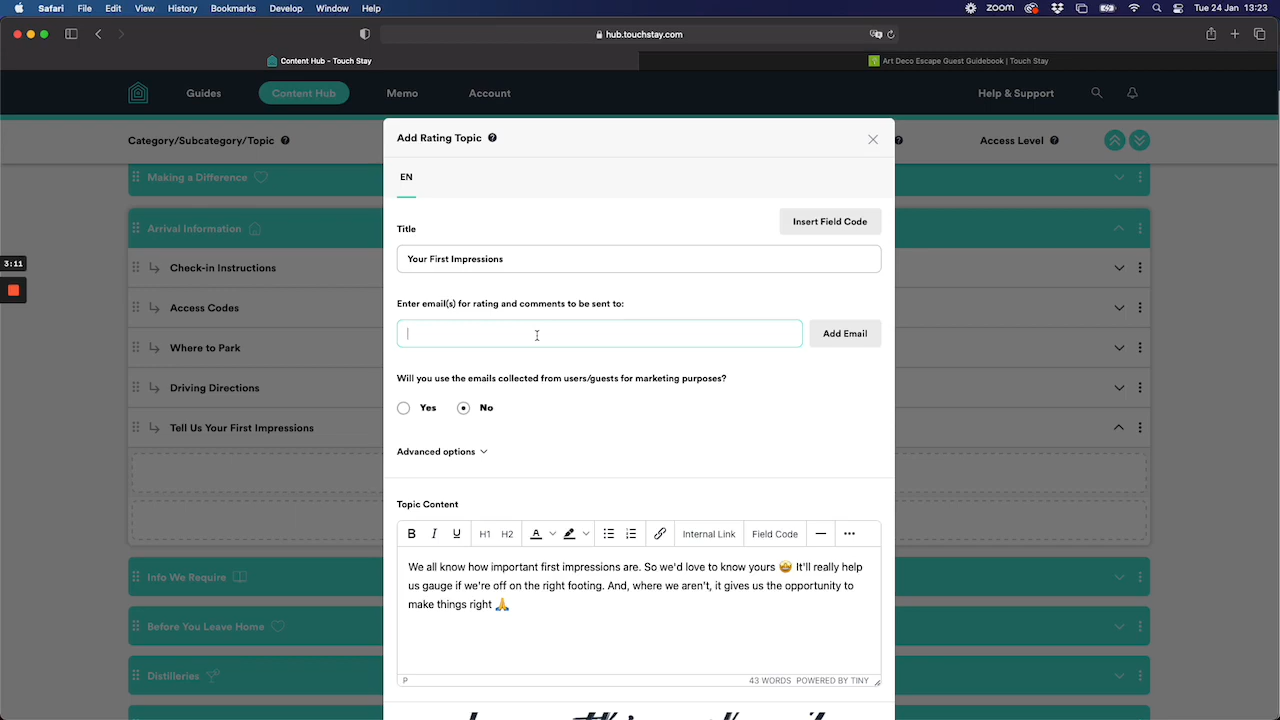 Safari File Edit View History Bookmarks Develop Window Help
ZOOM Tue 24 Jan 13:23
hub.touchstay.com
Content Hub – Touch Stay
Art Deco Escape Guest Guidebook | Touch Stay
Guides Content Hub Memo Account Help & Support
Category/Subcategory/Topic Access Level
Add Rating Topic
Making a Difference
EN
Arrival Information
Title
Insert Field Code
Your First Impressions
3:11
Check-in Instructions
Access Codes
Enter email(s) for rating and comments to be sent to:
Add Email
Where to Park
Driving Directions
Will you use the emails collected from users/guests for marketing purposes?
Yes No
Tell Us Your First Impressions
Advanced options
Topic Content
B I U H1 H2 A Internal Link Field Code
We all know how important first impressions are. So we'd love to know yours 🤩 It'll really help
us gauge if we're off on the right footing. And, where we aren't, it gives us the opportunity to
make things right 🙏
Info We Require
Before You Leave Home
Distilleries
P 43 WORDS POWERED BY TINY